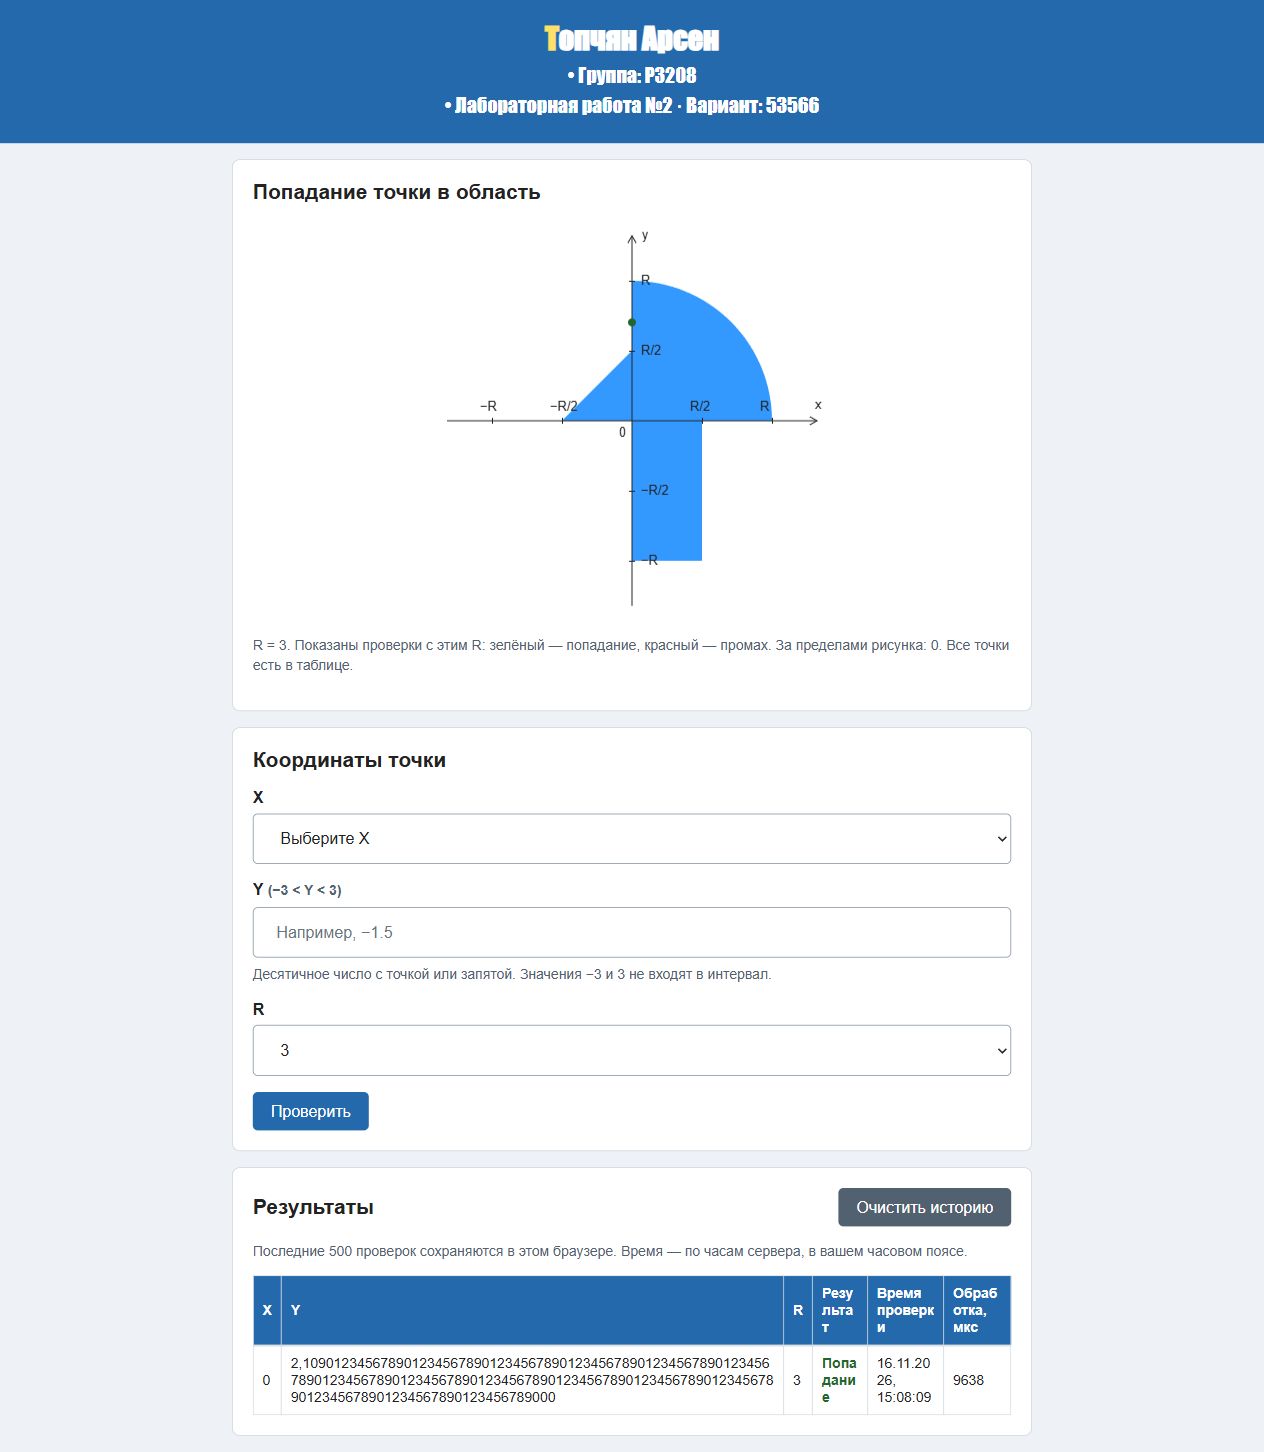 Топчян Арсен
• Группа: P3208
• Лабораторная работа №2 · Вариант: 53566
Попадание точки в область
y
R
R/2
−R
−R/2
R/2
R
x
0
−R/2
−R
R = 3. Показаны проверки с этим R: зелёный — попадание, красный — промах. За пределами рисунка: 0. Все точки
есть в таблице.
Координаты точки
X
Выберите X
Y (−3 < Y < 3)
Например, −1.5
Десятичное число с точкой или запятой. Значения −3 и 3 не входят в интервал.
R
3
Проверить
Результаты
Очистить историю
Последние 500 проверок сохраняются в этом браузере. Время — по часам сервера, в вашем часовом поясе.
X
Y
R
Резу
льта
т
Время
проверк
и
Обраб
отка,
мкс
0
2,10901234567890123456789012345678901234567890123456789012345 6
78901234567890123456789012345678901234567890123456789012345678
9012345678901234567890123456789000
3
Попа
дани
е
16.11.20
26,
15:08:09
9638